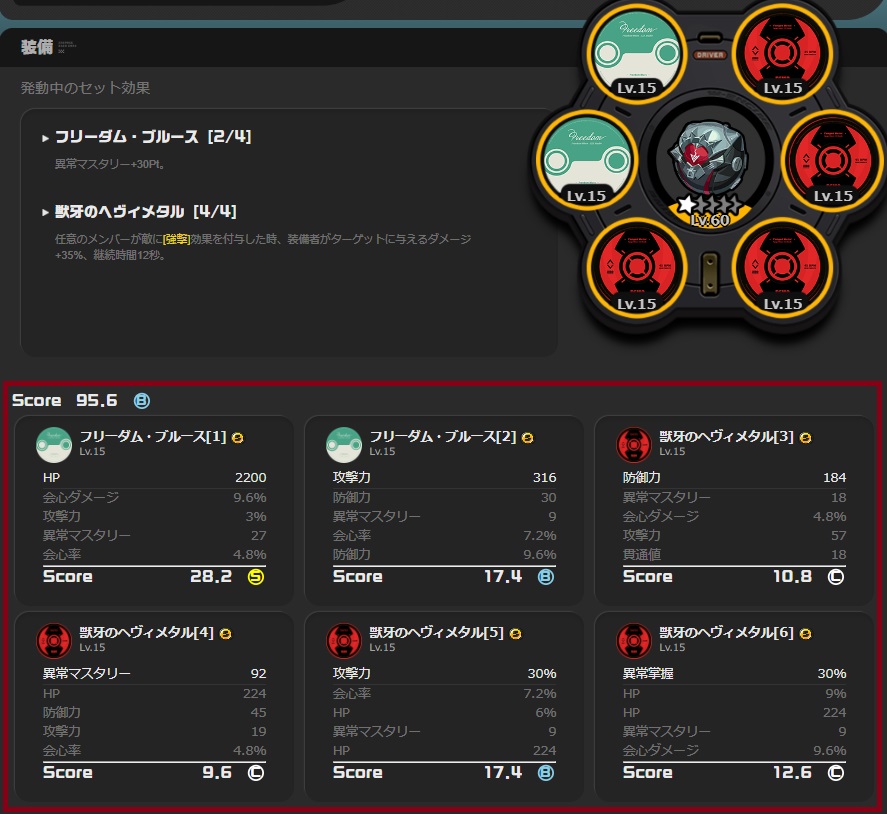 装備
発動中のセット効果
▸ フリーダム・ブルース [2/4]
異常マスタリー+30Pt。
▸ 獣牙のヘヴィメタル [4/4]
任意のメンバーが敵に[強撃]効果を付与した時、装備者がターゲットに与えるダメージ
+35%、継続時間12秒。
Freedom
Lv.15
DRIVER
Lv.15
Freedom
Lv.15
Lv.15
Lv.60
Lv.15
Lv.15
Score 95.6 B
フリーダム・ブルース[1] S
Lv.15
HP 2200
会心ダメージ 9.6%
攻撃力 3%
異常マスタリー 27
会心率 4.8%
Score 28.2 S
フリーダム・ブルース[2] S
Lv.15
攻撃力 316
防御力 30
異常マスタリー 9
会心率 7.2%
防御力 9.6%
Score 17.4 B
獣牙のヘヴィメタル[3] S
Lv.15
防御力 184
異常マスタリー 18
会心ダメージ 4.8%
攻撃力 57
貫通値 18
Score 10.8 C
獣牙のヘヴィメタル[4] S
Lv.15
異常マスタリー 92
HP 224
防御力 45
攻撃力 19
会心率 4.8%
Score 9.6 C
獣牙のヘヴィメタル[5] S
Lv.15
攻撃力 30%
会心率 7.2%
HP 6%
異常マスタリー 9
HP 224
Score 17.4 B
獣牙のヘヴィメタル[6] S
Lv.15
異常掌握 30%
HP 9%
HP 224
異常マスタリー 9
会心ダメージ 9.6%
Score 12.6 C